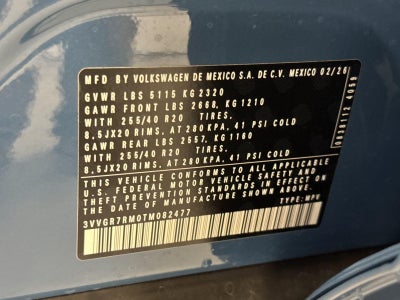 MFD BY VOLKSWAGEN DE MEXICO S.A. DE C.V. MEXICO 02/26
GVWR LBS 5115 KG 2320
GAWR FRONT LBS 2668, KG 1210
WITH 255/40 R20 TIRES.
8,5JX20 RIMS, AT 280 KPA, 41 PSI COLD
GAWR REAR LBS 2557, KG 1160
WITH 255/40 R20 TIRES.
8,5JX20 RIMS, AT 280 KPA, 41 PSI COLD
THIS VEHICLE CONFORMS TO ALL APPLICABLE
U.S. FEDERAL MOTOR VEHICLE SAFETY AND
THEFT PREVENTION STANDARDS IN EFFECT ON THE
DATE OF MANUFACTURE SHOWN ABOVE.
3VVGR7RM0TM082477 TYPE: MPV